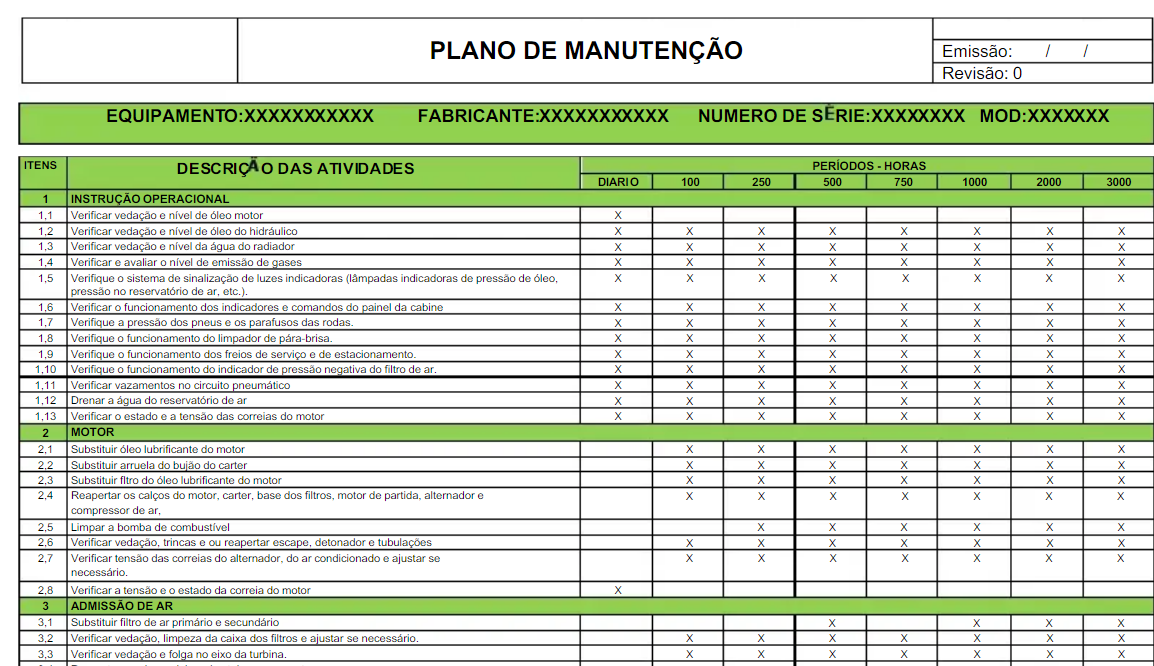 PLANO DE MANUTENÇÃO
Emissão: / /
Revisão: 0
EQUIPAMENTO:XXXXXXXXXXX FABRICANTE:XXXXXXXXXXX NUMERO DE SÊRIE:XXXXXXXX MOD:XXXXXXX
ITENS DESCRIÇÃO DAS ATIVIDADES PERÍODOS - HORAS
DIARIO 100 250 500 750 1000 2000 3000
1 INSTRUÇÃO OPERACIONAL
1,1 Verificar vedação e nível de óleo motor X
1,2 Verificar vedação e nível de óleo do hidráulico X X X X X X X X
1,3 Verificar vedação e nível da água do radiador X X X X X X X X
1,4 Verificar e avaliar o nível de emissão de gases X X X X X X X X
1,5 Verifique o sistema de sinalização de luzes indicadoras (lâmpadas indicadoras de pressão de óleo, X X X X X X X X
pressão no reservatório de ar, etc.).
1,6 Verificar o funcionamento dos indicadores e comandos do painel da cabine X X X X X X X X
1,7 Verifique a pressão dos pneus e os parafusos das rodas. X X X X X X X X
1,8 Verifique o funcionamento do limpador de pára-brisa. X X X X X X X X
1,9 Verifique o funcionamento dos freios de serviço e de estacionamento. X X X X X X X X
1,10 Verifique o funcionamento do indicador de pressão negativa do filtro de ar. X X X X X X X X
1,11 Verificar vazamentos no circuito pneumático X X X X X X X X
1,12 Drenar a água do reservatório de ar X X X X X X X X
1,13 Verificar o estado e a tensão das correias do motor X X X X X X X X
2 MOTOR
2,1 Substituir óleo lubrificante do motor X X X X X X X
2,2 Substituir arruela do bujão do carter X X X X X X X
2,3 Substituir fltro do óleo lubrificante do motor X X X X X X X
2,4 Reapertar os calços do motor, carter, base dos filtros, motor de partida, alternador e X X X X X X X
compressor de ar,
2,5 Limpar a bomba de combustível X X X X X X
2,6 Verificar vedação, trincas e ou reapertar escape, detonador e tubulações X X X X X X X
2,7 Verificar tensão das correias do alternador, do ar condicionado e ajustar se X X X X X X X
necessário.
2,8 Verificar a tensão e o estado da correia do motor X
3 ADMISSÃO DE AR
3,1 Substituir filtro de ar primário e secundário X X X X
3,2 Verificar vedação, limpeza da caixa dos filtros e ajustar se necessário. X X X X X X X
3,3 Verificar vedação e folga no eixo da turbina. X X X X X X X